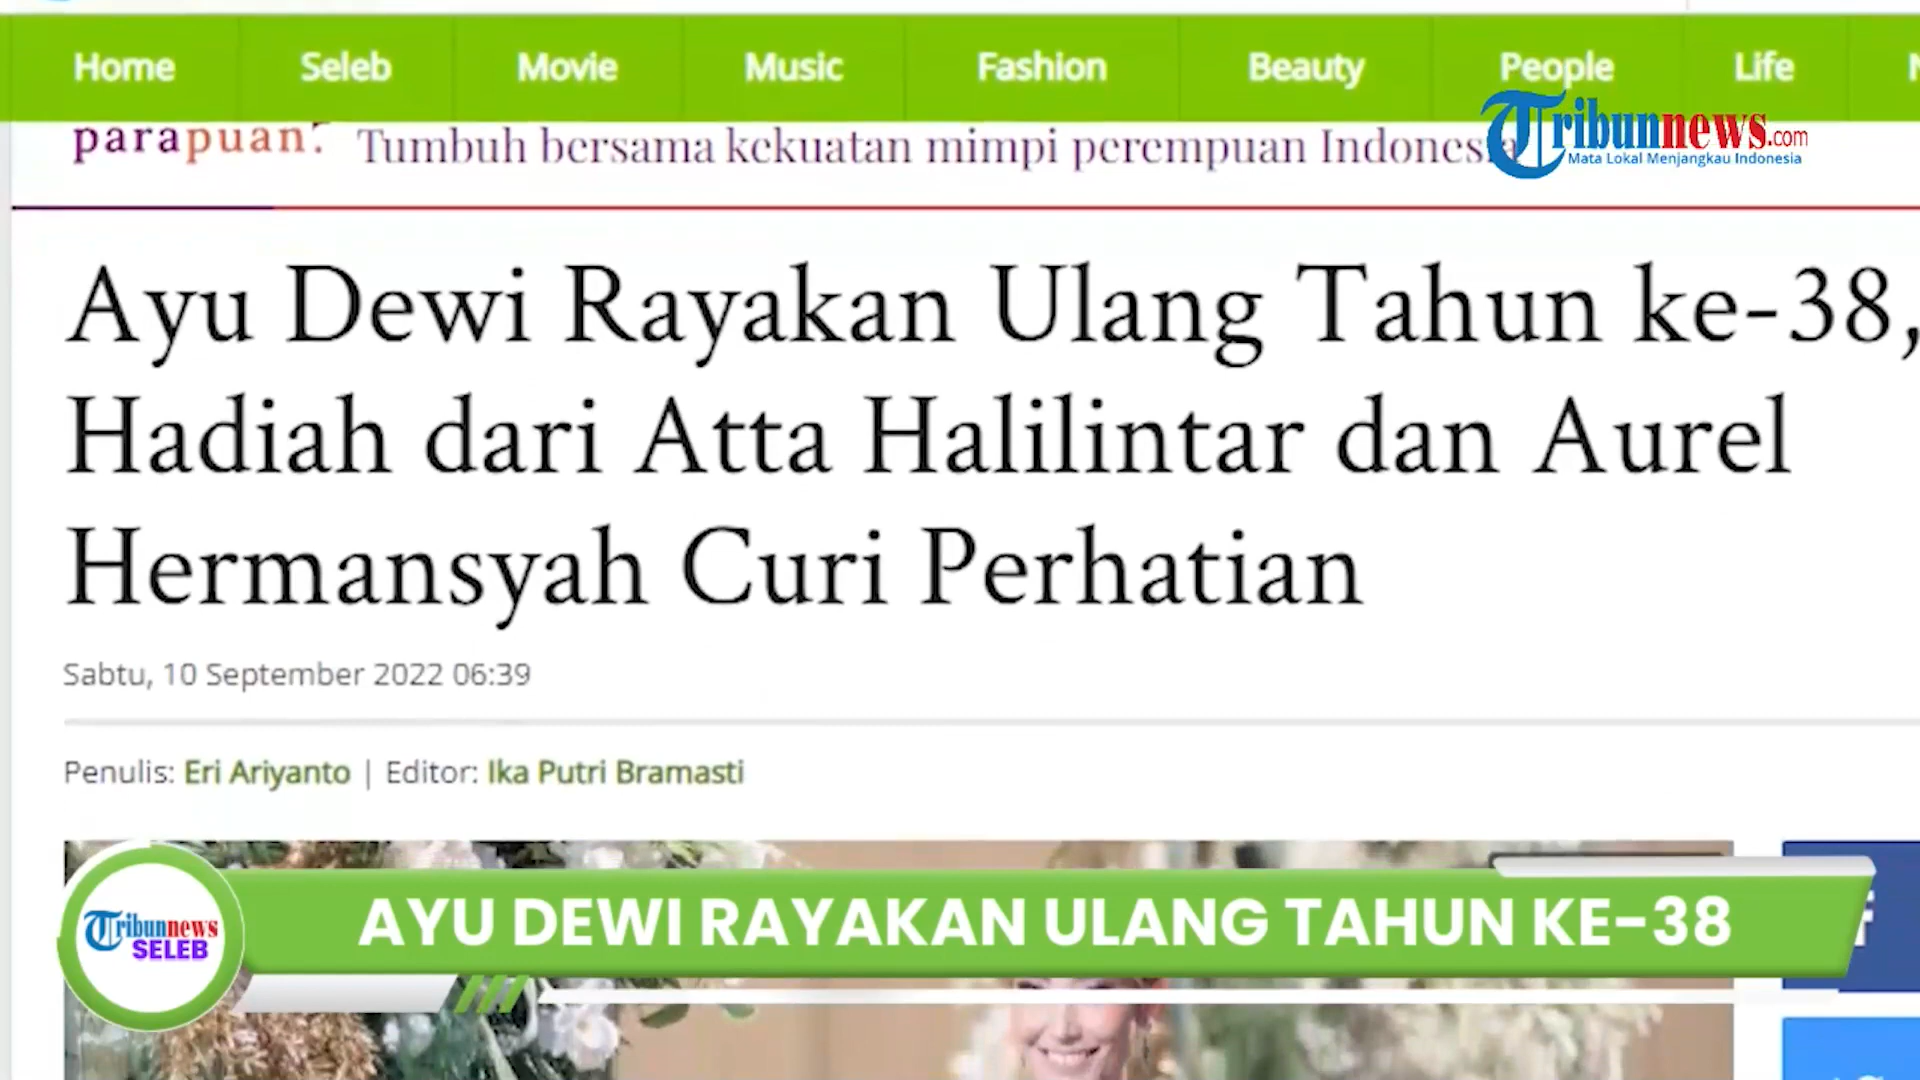 Home Seleb Movie Music Fashion Beauty People Life
parapuan. Tumbuh bersama kekuatan mimpi perempuan Indonesia
Tribunnews.com
Mata Lokal Menjangkau Indonesia
Ayu Dewi Rayakan Ulang Tahun ke-38,
Hadiah dari Atta Halilintar dan Aurel
Hermansyah Curi Perhatian
Sabtu, 10 September 2022 06:39
Penulis: Eri Ariyanto | Editor: Ika Putri Bramasti
Tribunnews
SELEB
AYU DEWI RAYAKAN ULANG TAHUN KE-38